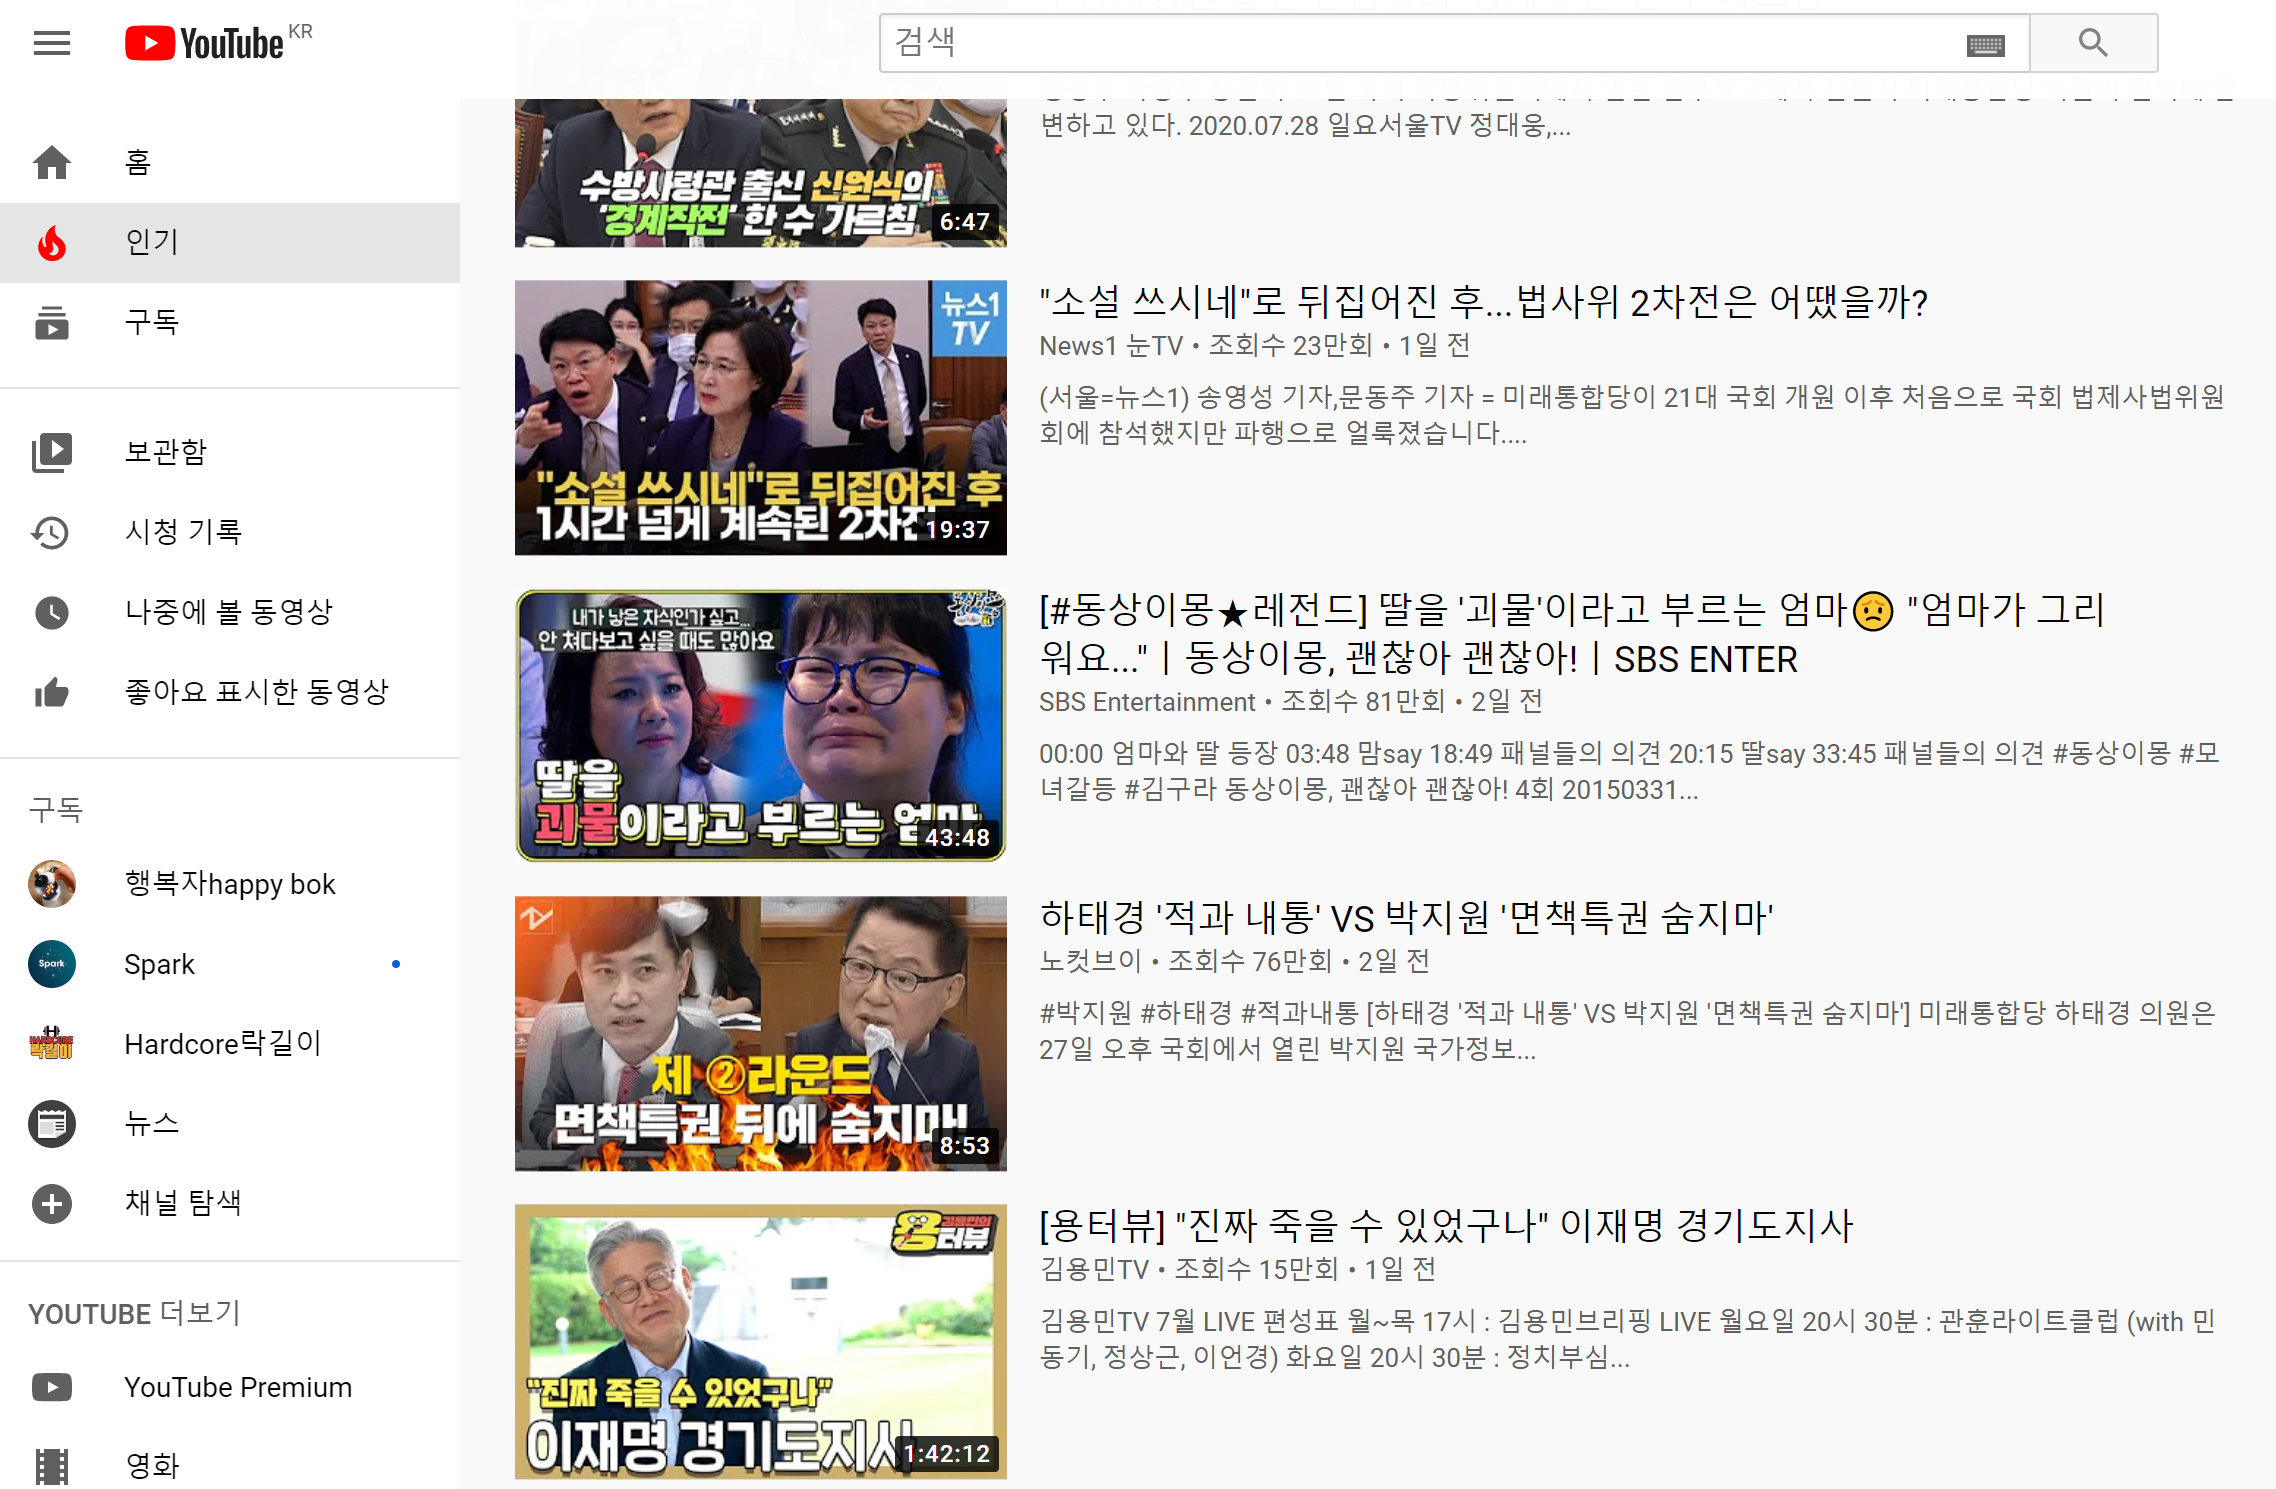 YouTube KR
검색
홈
인기
구독
보관함
시청 기록
나중에 볼 동영상
좋아요 표시한 동영상
구독
행복자happy bok
Spark
Spark
HARDCORE
락길이
Hardcore락길이
뉴스
채널 탐색
YOUTUBE 더보기
YouTube Premium
영화
수방사령관 출신 신원식의
'경계작전' 한 수 가르침
6:47
변하고 있다. 2020.07.28 일요서울TV 정대웅,...
뉴스1
TV
"소설 쓰시네"로 뒤집어진 후
1시간 넘게 계속된 2차전
19:37
"소설 쓰시네"로 뒤집어진 후...법사위 2차전은 어땠을까?
News1 눈TV • 조회수 23만회 • 1일 전
(서울=뉴스1) 송영성 기자,문동주 기자 = 미래통합당이 21대 국회 개원 이후 처음으로 국회 법제사법위원
회에 참석했지만 파행으로 얼룩졌습니다....
내가 낳은 자식인가 싶고...
안 쳐다보고 싶을 때도 많아요
딸을
괴물이라고 부르는 엄마
43:48
[#동상이몽★레전드] 딸을 '괴물'이라고 부르는 엄마😟 "엄마가 그리
워요..."ㅣ동상이몽, 괜찮아 괜찮아!ㅣSBS ENTER
SBS Entertainment • 조회수 81만회 • 2일 전
00:00 엄마와 딸 등장 03:48 맘say 18:49 패널들의 의견 20:15 딸say 33:45 패널들의 의견 #동상이몽 #모
녀갈등 #김구라 동상이몽, 괜찮아 괜찮아! 4회 20150331...
제 ②라운드
면책특권 뒤에 숨지마!
8:53
하태경 '적과 내통' VS 박지원 '면책특권 숨지마'
노컷브이 • 조회수 76만회 • 2일 전
#박지원 #하태경 #적과내통 [하태경 '적과 내통' VS 박지원 '면책특권 숨지마'] 미래통합당 하태경 의원은
27일 오후 국회에서 열린 박지원 국가정보...
김용민의
용터뷰
"진짜 죽을 수 있었구나"
이재명 경기도지사
1:42:12
[용터뷰] "진짜 죽을 수 있었구나" 이재명 경기도지사
김용민TV • 조회수 15만회 • 1일 전
김용민TV 7월 LIVE 편성표 월~목 17시 : 김용민브리핑 LIVE 월요일 20시 30분 : 관훈라이트클럽 (with 민
동기, 정상근, 이언경) 화요일 20시 30분 : 정치부심...